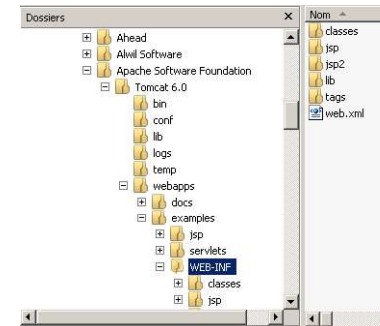 Dossiers
Ahead
Alwil Software
Apache Software Foundation
Tomcat 6.0
bin
conf
lib
logs
temp
webapps
docs
examples
jsp
servlets
WEB-INF
classes
jsp
Nom
classes
jsp
jsp2
lib
tags
web.xml